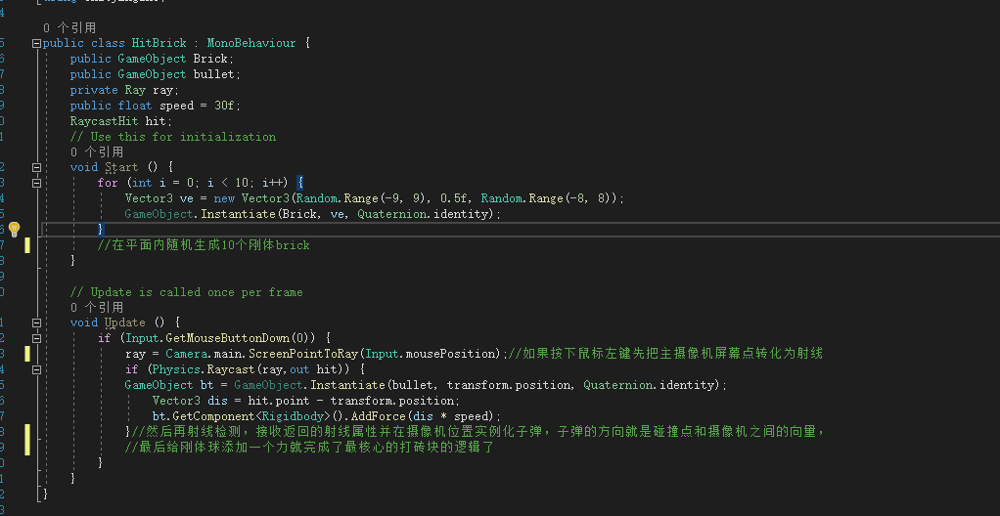 0 个引用
public class HitBrick : MonoBehaviour {
public GameObject Brick;
public GameObject bullet;
private Ray ray;
public float speed = 30f;
RaycastHit hit;
// Use this for initialization
0 个引用
void Start () {
for (int i = 0; i < 10; i++) {
Vector3 ve = new Vector3(Random.Range(-9, 9), 0.5f, Random.Range(-8, 8));
GameObject.Instantiate(Brick, ve, Quaternion.identity);
}
//在平面内随机生成10个刚体brick
}
// Update is called once per frame
0 个引用
void Update () {
if (Input.GetMouseButtonDown(0)) {
ray = Camera.main.ScreenPointToRay(Input.mousePosition);//如果按下鼠标左键先把主摄像机屏幕点转化为射线
if (Physics.Raycast(ray,out hit)) {
GameObject bt = GameObject.Instantiate(bullet, transform.position, Quaternion.identity);
Vector3 dis = hit.point - transform.position;
bt.GetComponent<Rigidbody>().AddForce(dis * speed);
}//然后再射线检测，接收返回的射线属性并在摄像机位置实例化子弹，子弹的方向就是碰撞点和摄像机之间的向量，
//最后给刚体球添加一个力就完成了最核心的打砖块的逻辑了
}
}
}